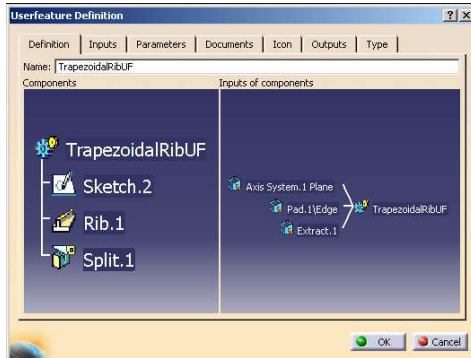 Userfeature Definition
Definition Inputs Parameters Documents Icon Outputs Type
Name: TrapezoidalRibUF
Components Inputs of components
TrapezoidalRibUF
Sketch.2
Rib.1
Split.1
Axis System.1 Plane
Pad.1\Edge TrapezoidalRibUF
Extract.1
OK Cancel